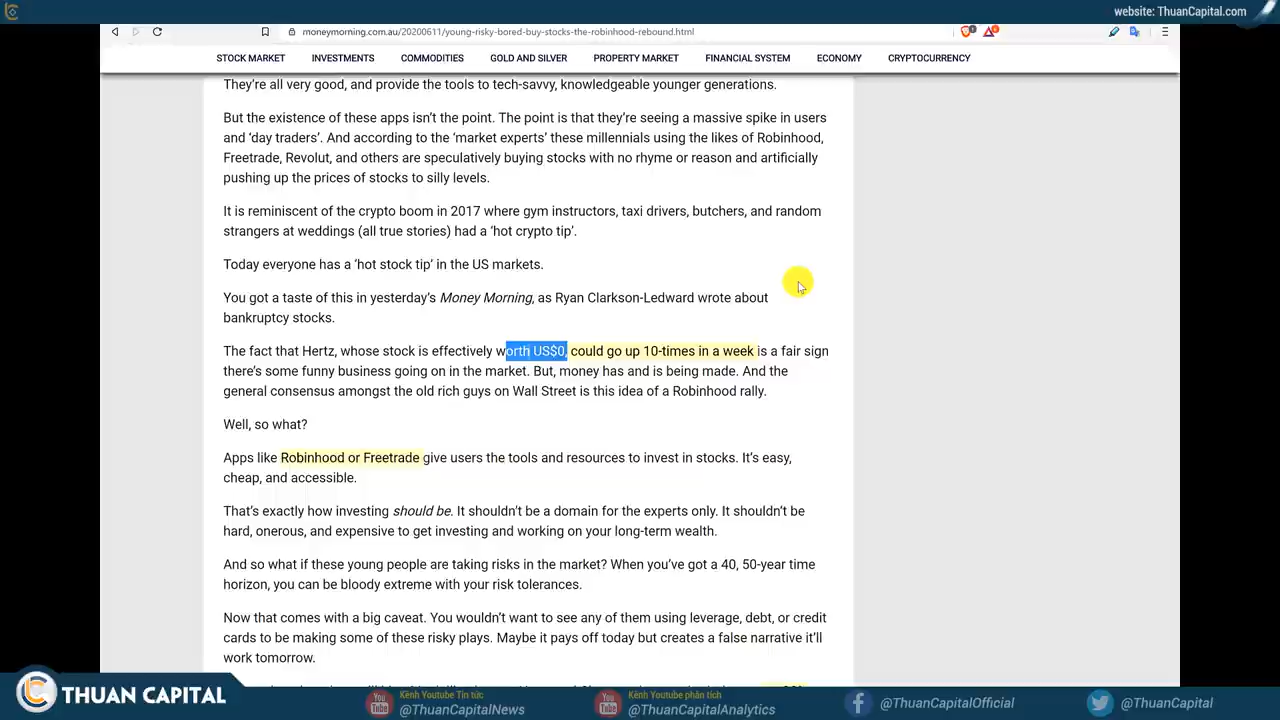 website: ThuanCapital.com
moneymorning.com.au/20200611/young-risky-bored-buy-stocks-the-robinhood-rebound.html
STOCK MARKET INVESTMENTS COMMODITIES GOLD AND SILVER PROPERTY MARKET FINANCIAL SYSTEM ECONOMY CRYPTOCURRENCY
They're all very good, and provide the tools to tech-savvy, knowledgeable younger generations.
But the existence of these apps isn't the point. The point is that they're seeing a massive spike in users
and 'day traders'. And according to the 'market experts' these millennials using the likes of Robinhood,
Freetrade, Revolut, and others are speculatively buying stocks with no rhyme or reason and artificially
pushing up the prices of stocks to silly levels.
It is reminiscent of the crypto boom in 2017 where gym instructors, taxi drivers, butchers, and random
strangers at weddings (all true stories) had a 'hot crypto tip'.
Today everyone has a 'hot stock tip' in the US markets.
You got a taste of this in yesterday's Money Morning, as Ryan Clarkson-Ledward wrote about
bankruptcy stocks.
The fact that Hertz, whose stock is effectively worth US$0, could go up 10-times in a week is a fair sign
there's some funny business going on in the market. But, money has and is being made. And the
general consensus amongst the old rich guys on Wall Street is this idea of a Robinhood rally.
Well, so what?
Apps like Robinhood or Freetrade give users the tools and resources to invest in stocks. It's easy,
cheap, and accessible.
That's exactly how investing should be. It shouldn't be a domain for the experts only. It shouldn't be
hard, onerous, and expensive to get investing and working on your long-term wealth.
And so what if these young people are taking risks in the market? When you've got a 40, 50-year time
horizon, you can be bloody extreme with your risk tolerances.
Now that comes with a big caveat. You wouldn't want to see any of them using leverage, debt, or credit
cards to be making some of these risky plays. Maybe it pays off today but creates a false narrative it'll
work tomorrow.
THUAN CAPITAL
You Tube Kênh Youtube Tin tức
@ThuanCapitalNews
You Tube Kênh Youtube phân tích
@ThuanCapitalAnalytics
@ThuanCapitalOfficial
@ThuanCapital